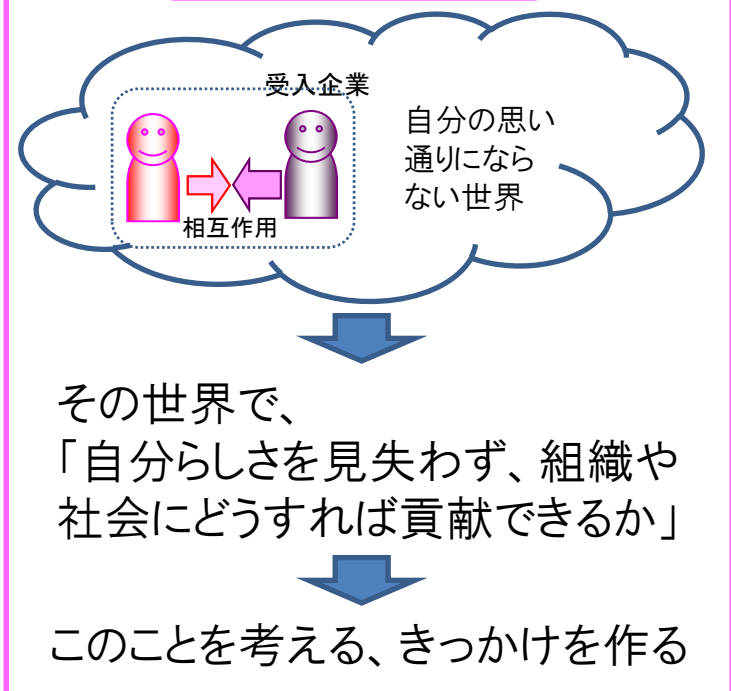 受入企業
自分の思い
通りになら
ない世界
相互作用
その世界で、
「自分らしさを見失わず、組織や
社会にどうすれば貢献できるか」
このことを考える、きっかけを作る